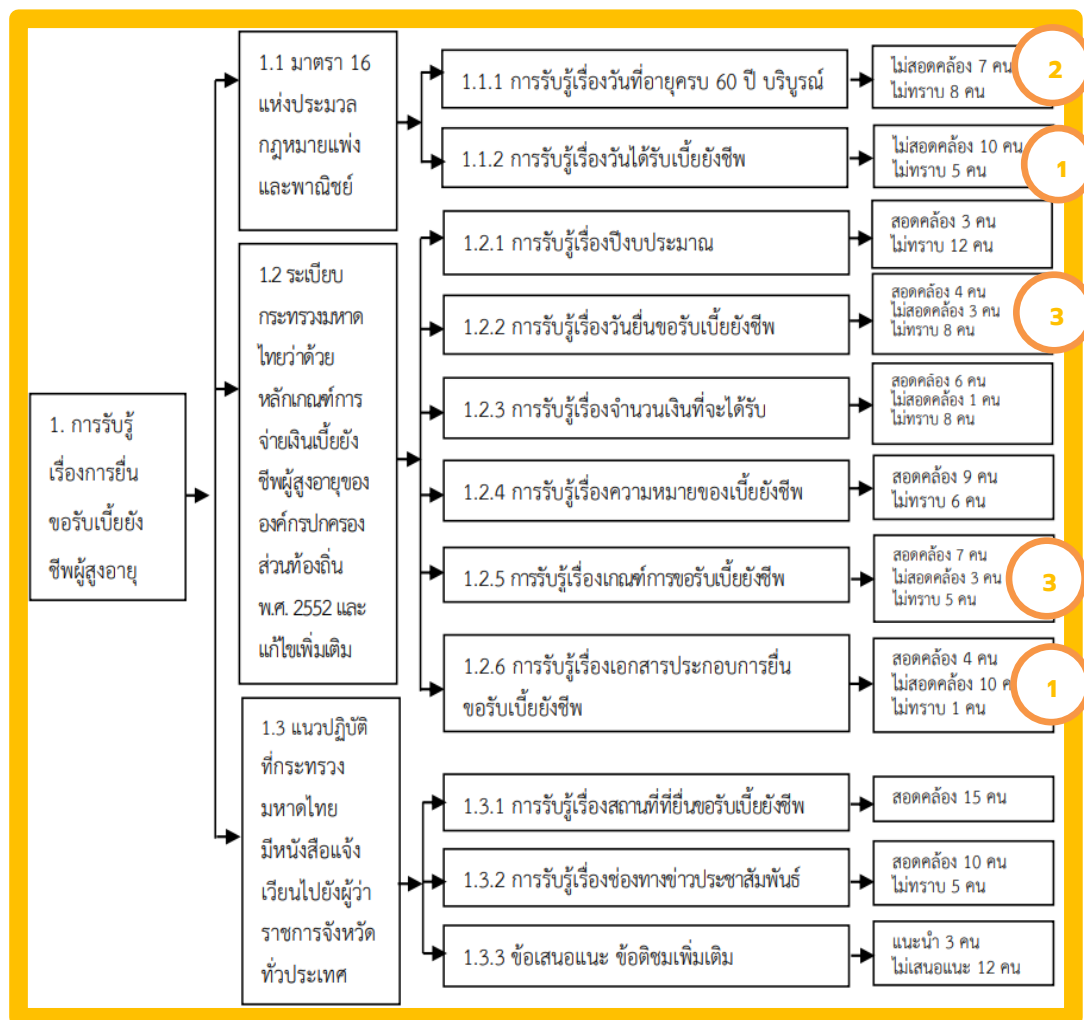 1. การรับรู้
เรื่องการยื่น
ขอรับเบี้ยยัง
ชีพผู้สูงอายุ
1.1 มาตรา 16
แห่งประมวล
กฎหมายแพ่ง
และพาณิชย์
1.1.1 การรับรู้เรื่องวันที่อายุครบ 60 ปี บริบูรณ์
ไม่สอดคล้อง 7 คน
ไม่ทราบ 8 คน
2
1.1.2 การรับรู้เรื่องวันได้รับเบี้ยยังชีพ
ไม่สอดคล้อง 10 คน
ไม่ทราบ 5 คน
1
1.2 ระเบียบ
กระทรวงมหาด
ไทยว่าด้วย
หลักเกณฑ์การ
จ่ายเงินเบี้ยยัง
ชีพผู้สูงอายุของ
องค์กรปกครอง
ส่วนท้องถิ่น
พ.ศ. 2552 และ
แก้ไขเพิ่มเติม
1.2.1 การรับรู้เรื่องปีงบประมาณ
สอดคล้อง 3 คน
ไม่ทราบ 12 คน
1.2.2 การรับรู้เรื่องวันยื่นขอรับเบี้ยยังชีพ
สอดคล้อง 4 คน
ไม่สอดคล้อง 3 คน
ไม่ทราบ 8 คน
3
1.2.3 การรับรู้เรื่องจำนวนเงินที่จะได้รับ
สอดคล้อง 6 คน
ไม่สอดคล้อง 1 คน
ไม่ทราบ 8 คน
1.2.4 การรับรู้เรื่องความหมายของเบี้ยยังชีพ
สอดคล้อง 9 คน
ไม่ทราบ 6 คน
1.2.5 การรับรู้เรื่องเกณฑ์การขอรับเบี้ยยังชีพ
สอดคล้อง 7 คน
ไม่สอดคล้อง 3 คน
ไม่ทราบ 5 คน
3
1.2.6 การรับรู้เรื่องเอกสารประกอบการยื่น
ขอรับเบี้ยยังชีพ
สอดคล้อง 4 คน
ไม่สอดคล้อง 10
ไม่ทราบ 1 คน
1
1.3 แนวปฏิบัติ
ที่กระทรวง
มหาดไทย
มีหนังสือแจ้ง
เวียนไปยังผู้ว่า
ราชการจังหวัด
ทั่วประเทศ
1.3.1 การรับรู้เรื่องสถานที่ที่ยื่นขอรับเบี้ยยังชีพ
สอดคล้อง 15 คน
1.3.2 การรับรู้เรื่องช่องทางข่าวประชาสัมพันธ์
สอดคล้อง 10 คน
ไม่ทราบ 5 คน
1.3.3 ข้อเสนอแนะ ข้อติชมเพิ่มเติม
แนะนำ 3 คน
ไม่เสนอแนะ 12 คน